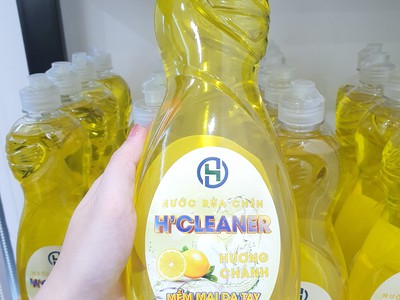 NƯỚC RỬA CHÉN
H'CLEANER
HƯƠNG
CHANH
MỀM MẠI DA TAY